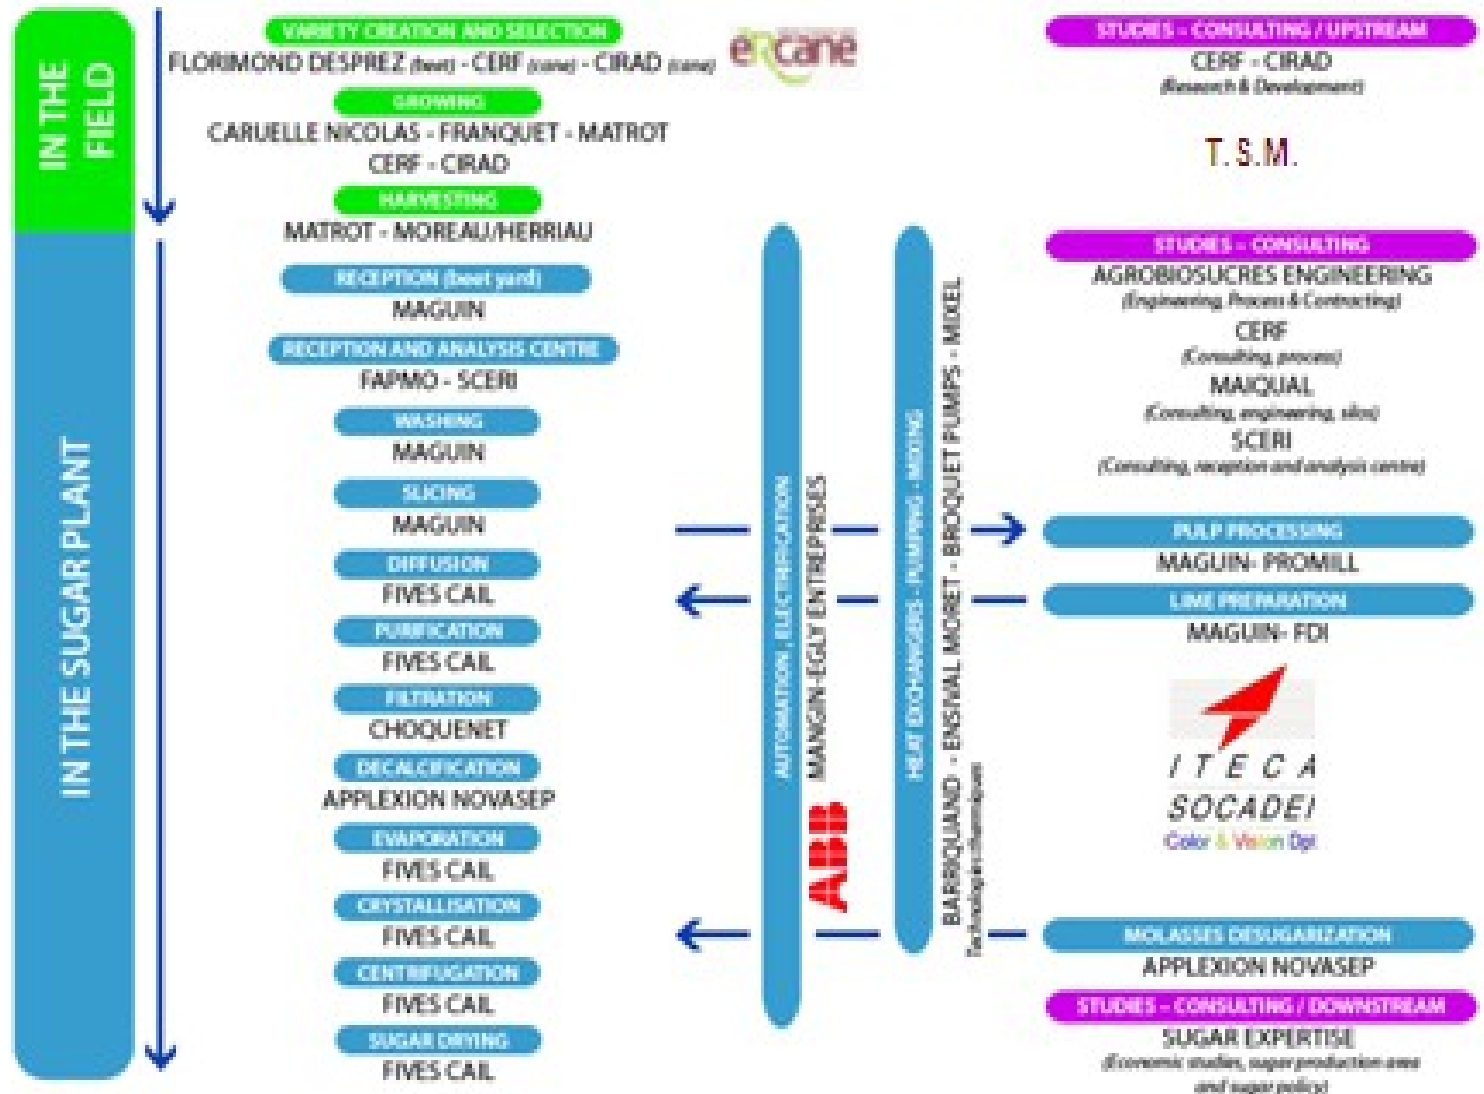 IN THE
FIELD
VARIETY CREATION AND SELECTION
FLORIMOND DESPREZ (beet) - CERF (cane) - CIRAD (cane)
eRcane
GROWING
CARUELLE NICOLAS - FRANQUET - MATROT
CERF - CIRAD
HARVESTING
MATROT - MOREAU/HERRIAU
IN THE SUGAR PLANT
RECEPTION (beet yard)
MAGUIN
RECEPTION AND ANALYSIS CENTRE
FAPMO - SCERI
WASHING
MAGUIN
SLICING
MAGUIN
DIFFUSION
FIVES CAIL
PURIFICATION
FIVES CAIL
FILTRATION
CHOQUENET
DECALCIFICATION
APPLEXION NOVASEP
EVAPORATION
FIVES CAIL
CRYSTALLISATION
FIVES CAIL
CENTRIFUGATION
FIVES CAIL
SUGAR DRYING
FIVES CAIL
AUTOMATION, ELECTRIFICATION
MANGIN-EGLY ENTREPRISES
ABB
HEAT EXCHANGERS - PUMPING - MIXING
BARRIQUAND - ENSIVAL MORET - BROQUET PUMPS - MIXEL
Technologies thermiques
STUDIES - CONSULTING / UPSTREAM
CERF - CIRAD
(Research & Development)
T. S. M.
STUDIES - CONSULTING
AGROBIOSUCRES ENGINEERING
(Engineering, Process & Contracting)
CERF
(Consulting, process)
MAIQUAL
(Consulting, engineering, silos)
SCERI
(Consulting, reception and analysis centre)
PULP PROCESSING
MAGUIN- PROMILL
LIME PREPARATION
MAGUIN- FDI
ITECA
SOCADEI
Color & Vision Dpt
MOLASSES DESUGARIZATION
APPLEXION NOVASEP
STUDIES - CONSULTING / DOWNSTREAM
SUGAR EXPERTISE
(Economic studies, sugar production area
and sugar policy)